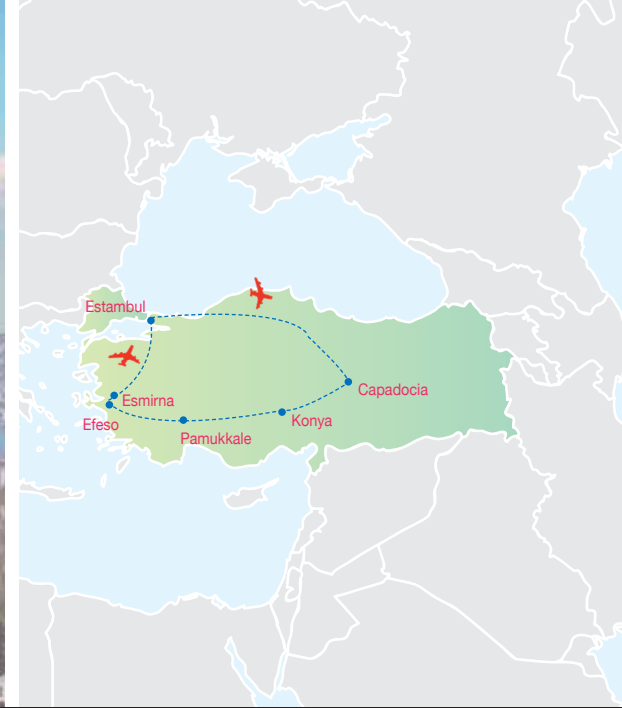 Estambul
Capadocia
Esmirna
Konya
Efeso
Pamukkale